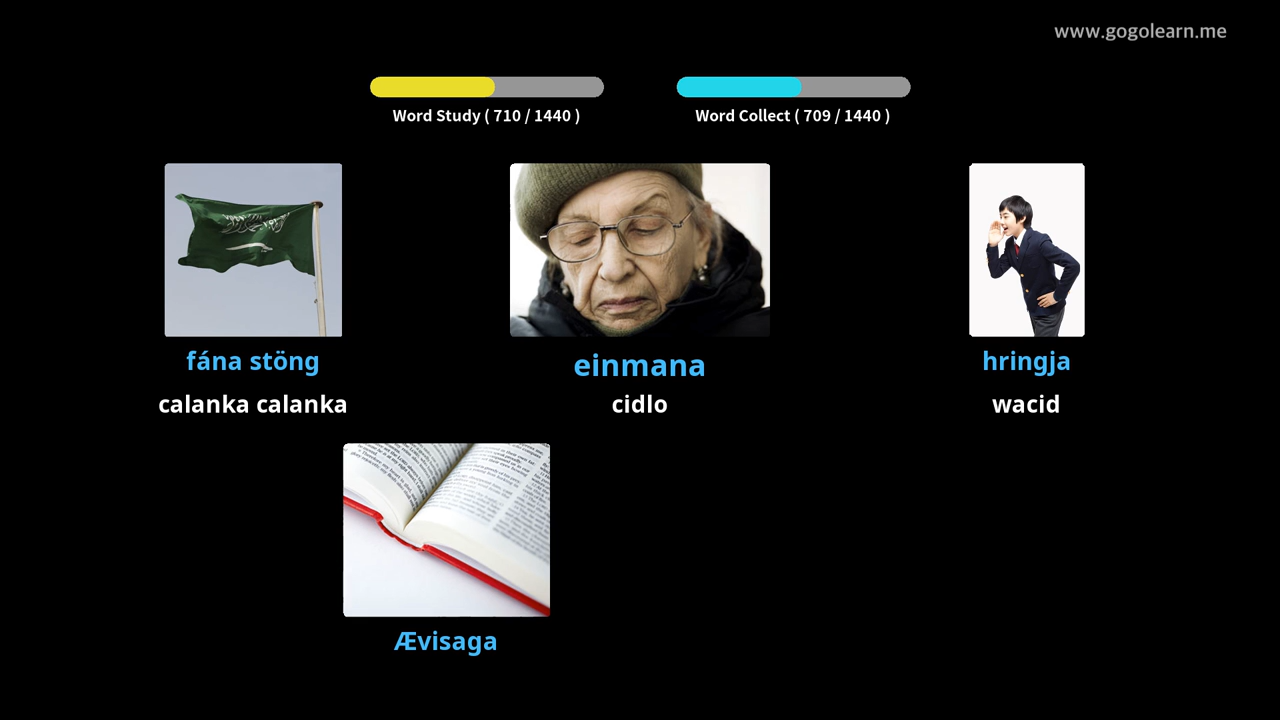 www.gogolearn.me
Word Study ( 710 / 1440 )
Word Collect ( 709 / 1440 )
fána stöng
einmana
hringja
calanka calanka
cidlo
wacid
Ævisaga